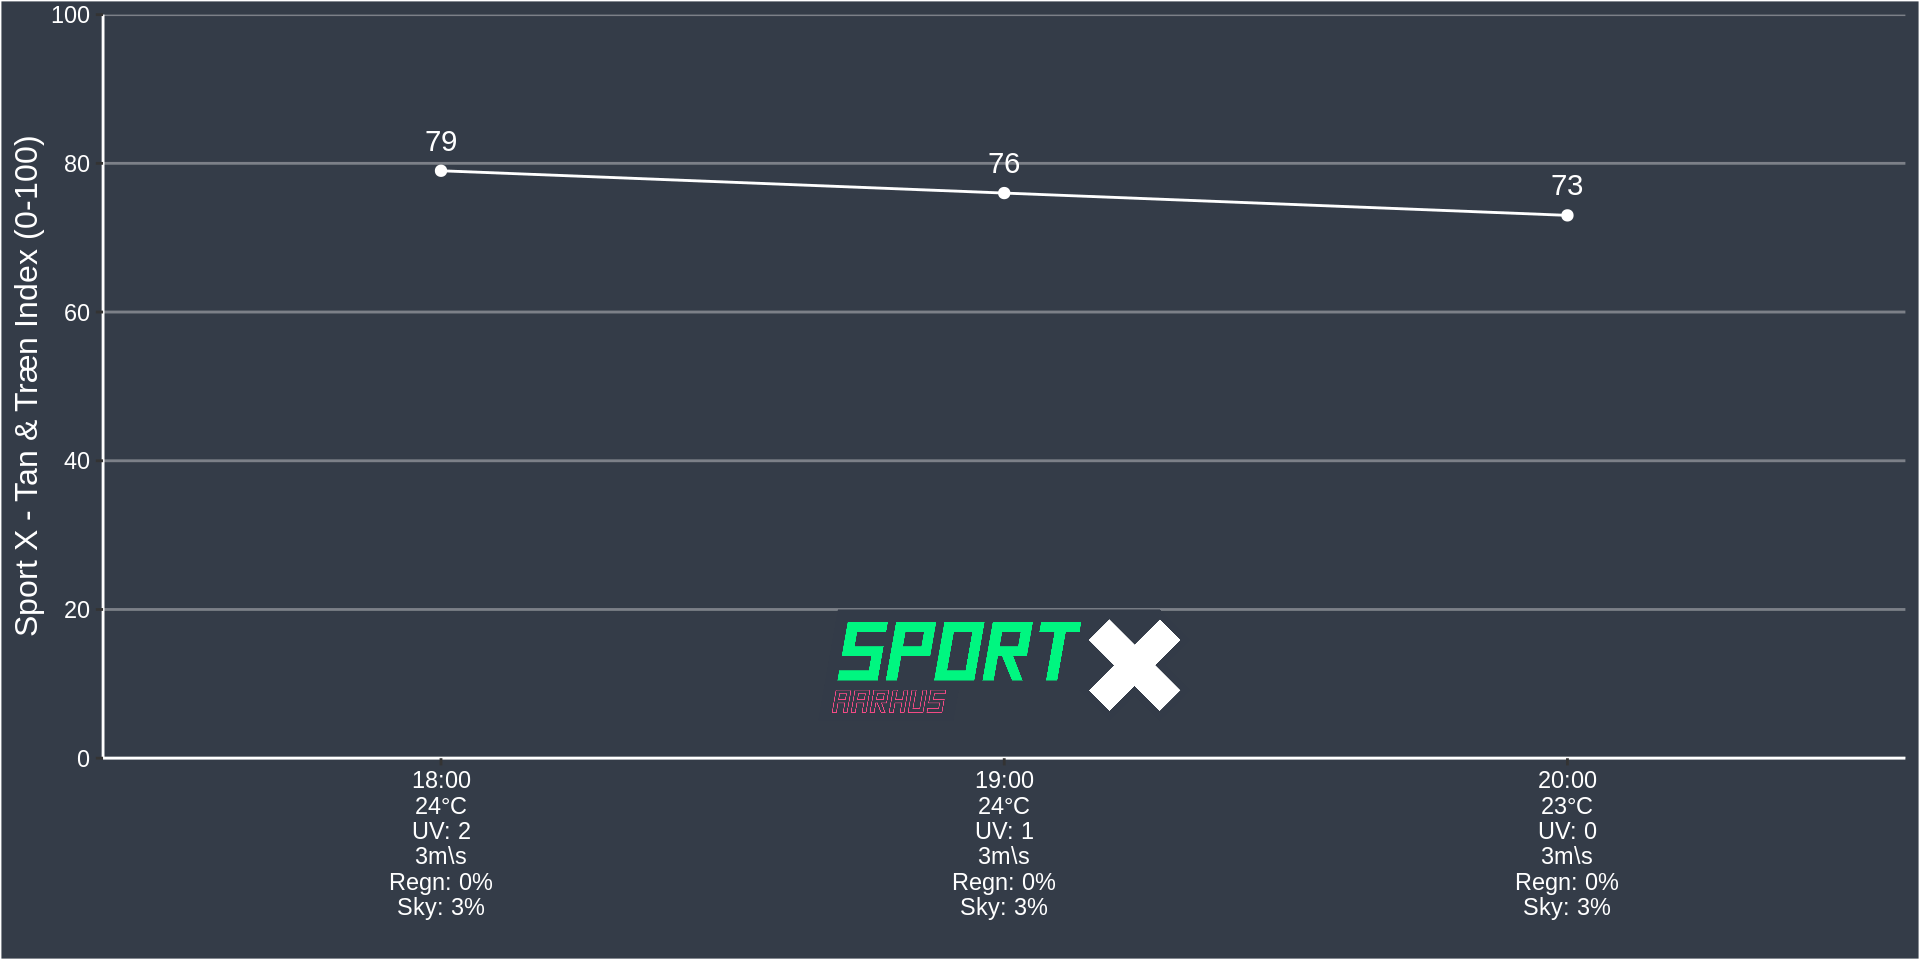 100
80
60
40
20
0
Sport X - Tan & Træn Index (0-100)
79
76
73
SPORT X
AARHUS
18:00
24°C
UV: 2
3m\s
Regn: 0%
Sky: 3%
19:00
24°C
UV: 1
3m\s
Regn: 0%
Sky: 3%
20:00
23°C
UV: 0
3m\s
Regn: 0%
Sky: 3%